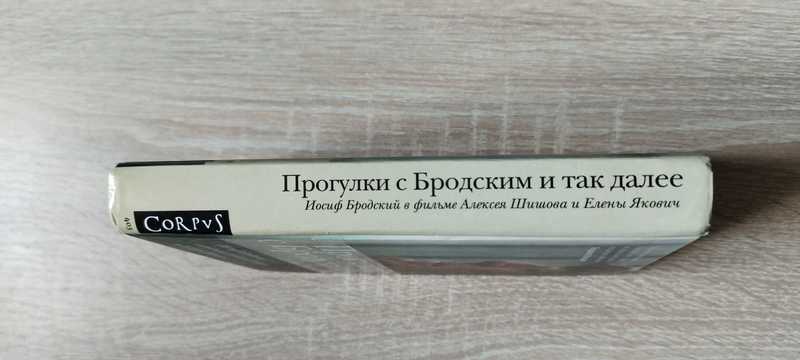 Прогулки с Бродским и так далее
Иосиф Бродский в фильме Алексея Шишова и Елены Якович
CORPVS